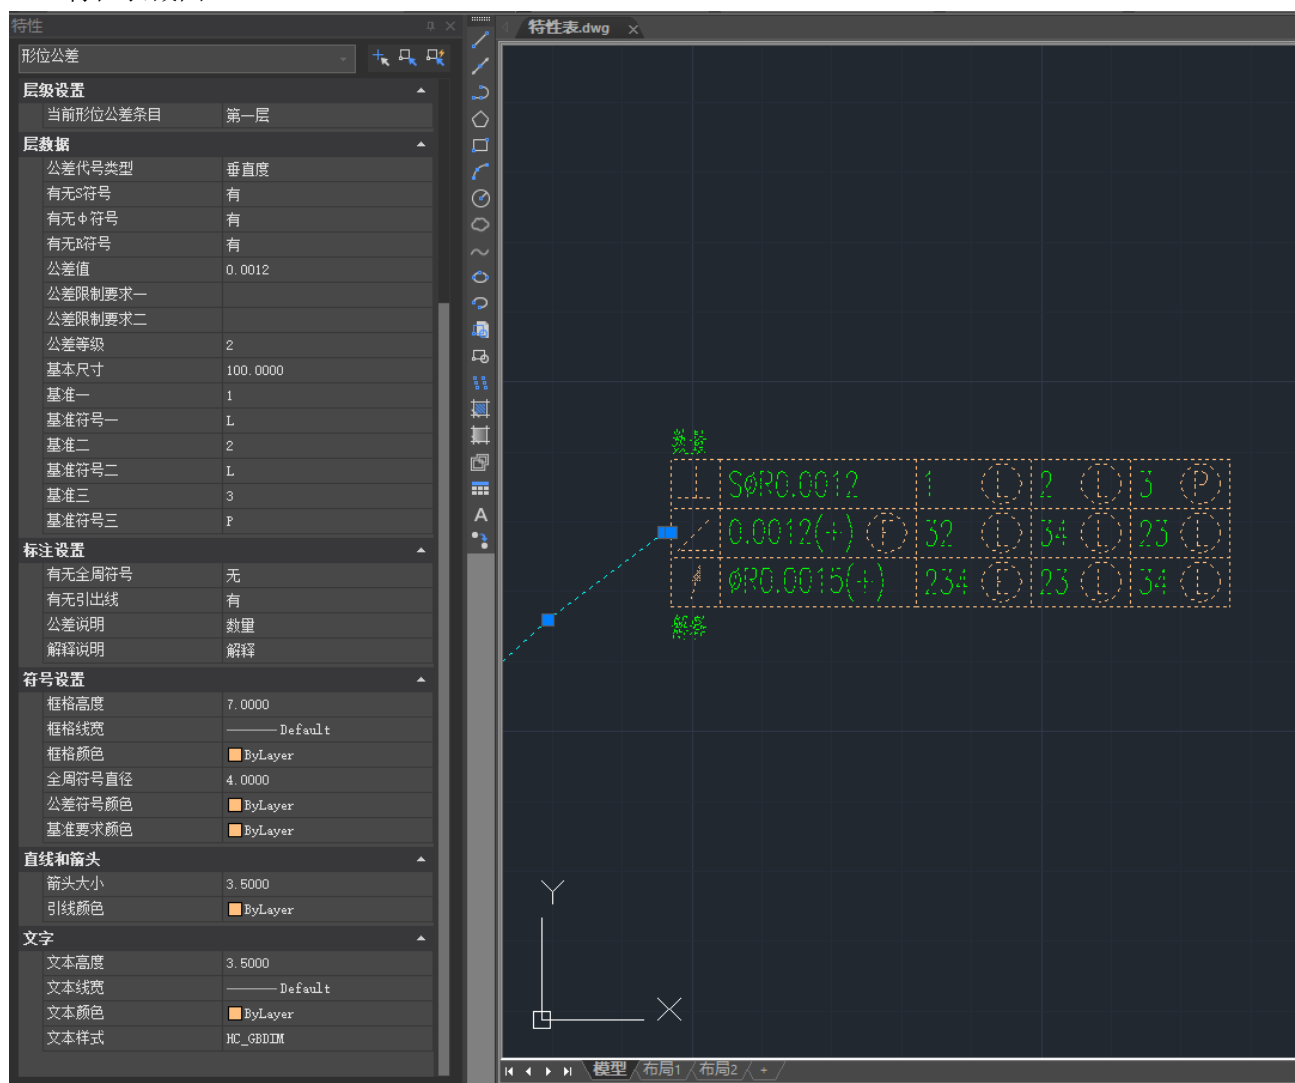 特性
形位公差
层级设置
当前形位公差条目 第一层
层数据
公差代号类型 垂直度
有无S符号 有
有无φ符号 有
有无R符号 有
公差值 0.0012
公差限制要求一
公差限制要求二
公差等级 2
基本尺寸 100.0000
基准一 1
基准符号一 L
基准二 2
基准符号二 L
基准三 3
基准符号三 P
标注设置
有无全周符号 无
有无引出线 有
公差说明 数量
解释说明 解释
符号设置
框格高度 7.0000
框格线宽 Default
框格颜色 ByLayer
全周符号直径 4.0000
公差符号颜色 ByLayer
基准要求颜色 ByLayer
直线和箭头
箭头大小 3.5000
引线颜色 ByLayer
文字
文本高度 3.5000
文本线宽 Default
文本颜色 ByLayer
文本样式 HC_GBDIM
A
特性表.dwg
数量
SøR0.0012 1 L 2 L 3 P
0.0012(+) F 32 L 34 L 23 L
øR0.0015(+) 234 E 23 L 34 L
解释
Y
X
模型 布局1 布局2 +